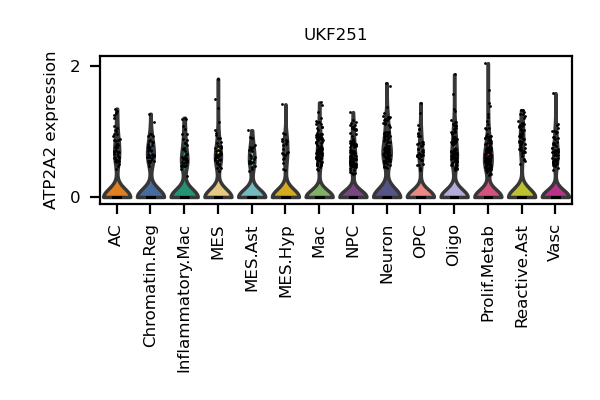 UKF251
ATP2A2 expression
2
0
AC
Chromatin.Reg
Inflammatory.Mac
MES
MES.Ast
MES.Hyp
Mac
NPC
Neuron
OPC
Oligo
Prolif.Metab
Reactive.Ast
Vasc